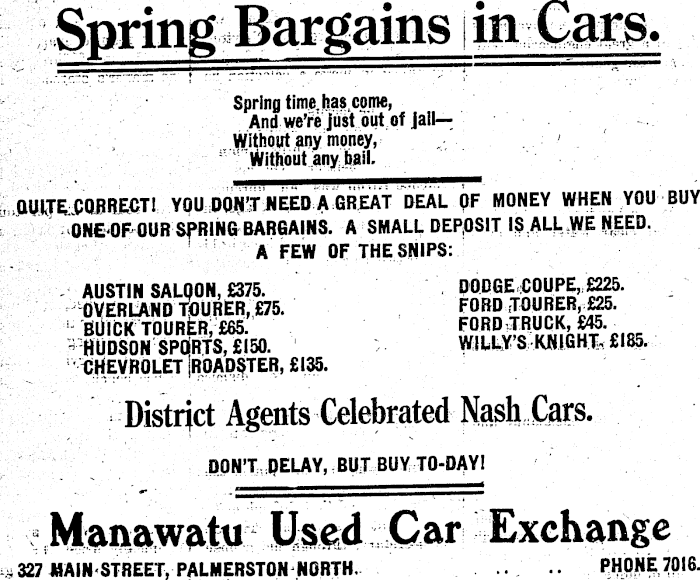 Spring Bargains in Cars.
Spring time has come,
And we're just out of jail—
Without any money,
Without any bail.
QUITE CORRECT! YOU DON'T NEED A GREAT DEAL OF MONEY WHEN YOU BUY
ONE OF OUR SPRING BARGAINS. A SMALL DEPOSIT IS ALL WE NEED.
A FEW OF THE SNIPS:
AUSTIN SALOON, £375.
OVERLAND TOURER, £75.
BUICK TOURER, £65.
HUDSON SPORTS, £150.
CHEVROLET ROADSTER, £135.
DODGE COUPE, £225.
FORD TOURER, £25.
FORD TRUCK, £45.
WILLY'S KNIGHT, £185.
District Agents Celebrated Nash Cars.
DON'T DELAY, BUT BUY TO-DAY!
Manawatu Used Car Exchange
327 MAIN STREET, PALMERSTON NORTH. .. .. PHONE 7016.